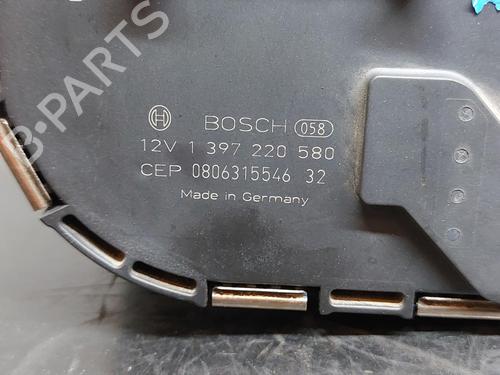 B-PARTS
BOSCH 058
12V 1 397 220 580
CEP 0806315546 32
Made in Germany